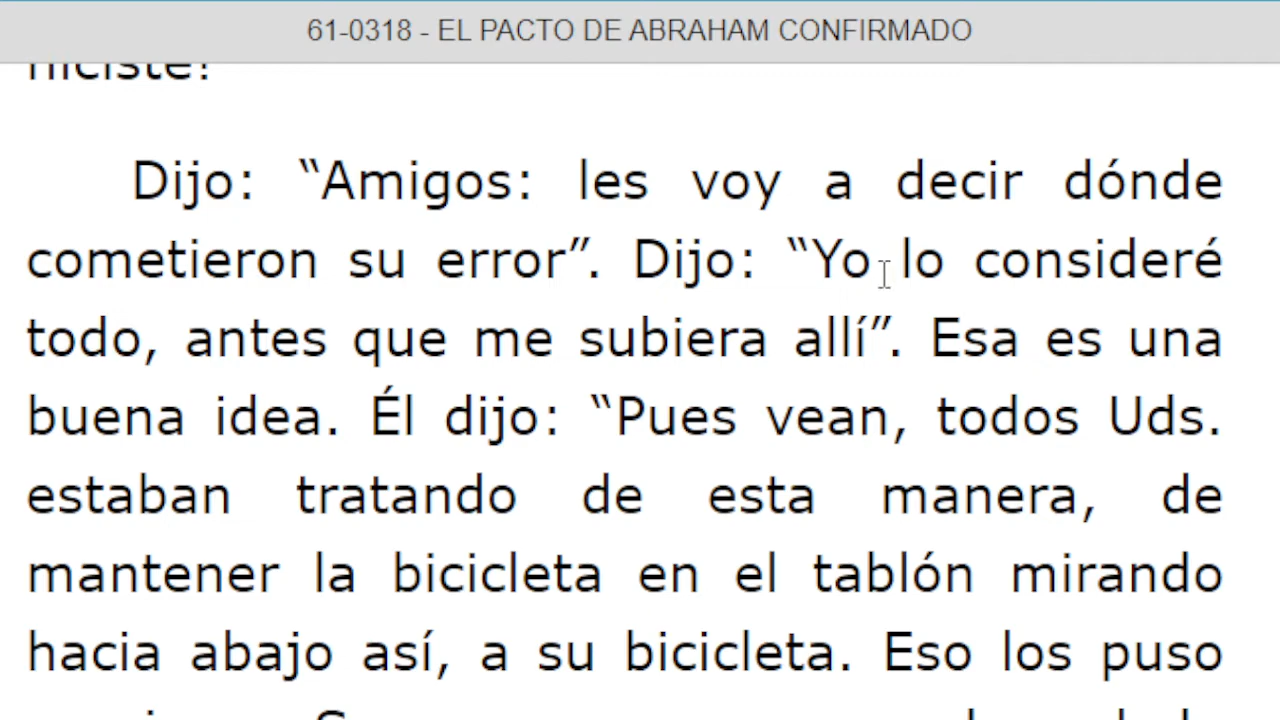 61-0318 - EL PACTO DE ABRAHAM CONFIRMADO
hiciste!
Dijo: “Amigos: les voy a decir dónde
cometieron su error”. Dijo: “Yo lo consideré
todo, antes que me subiera allí”. Esa es una
buena idea. Él dijo: “Pues vean, todos Uds.
estaban tratando de esta manera, de
mantener la bicicleta en el tablón mirando
hacia abajo así, a su bicicleta. Eso los puso